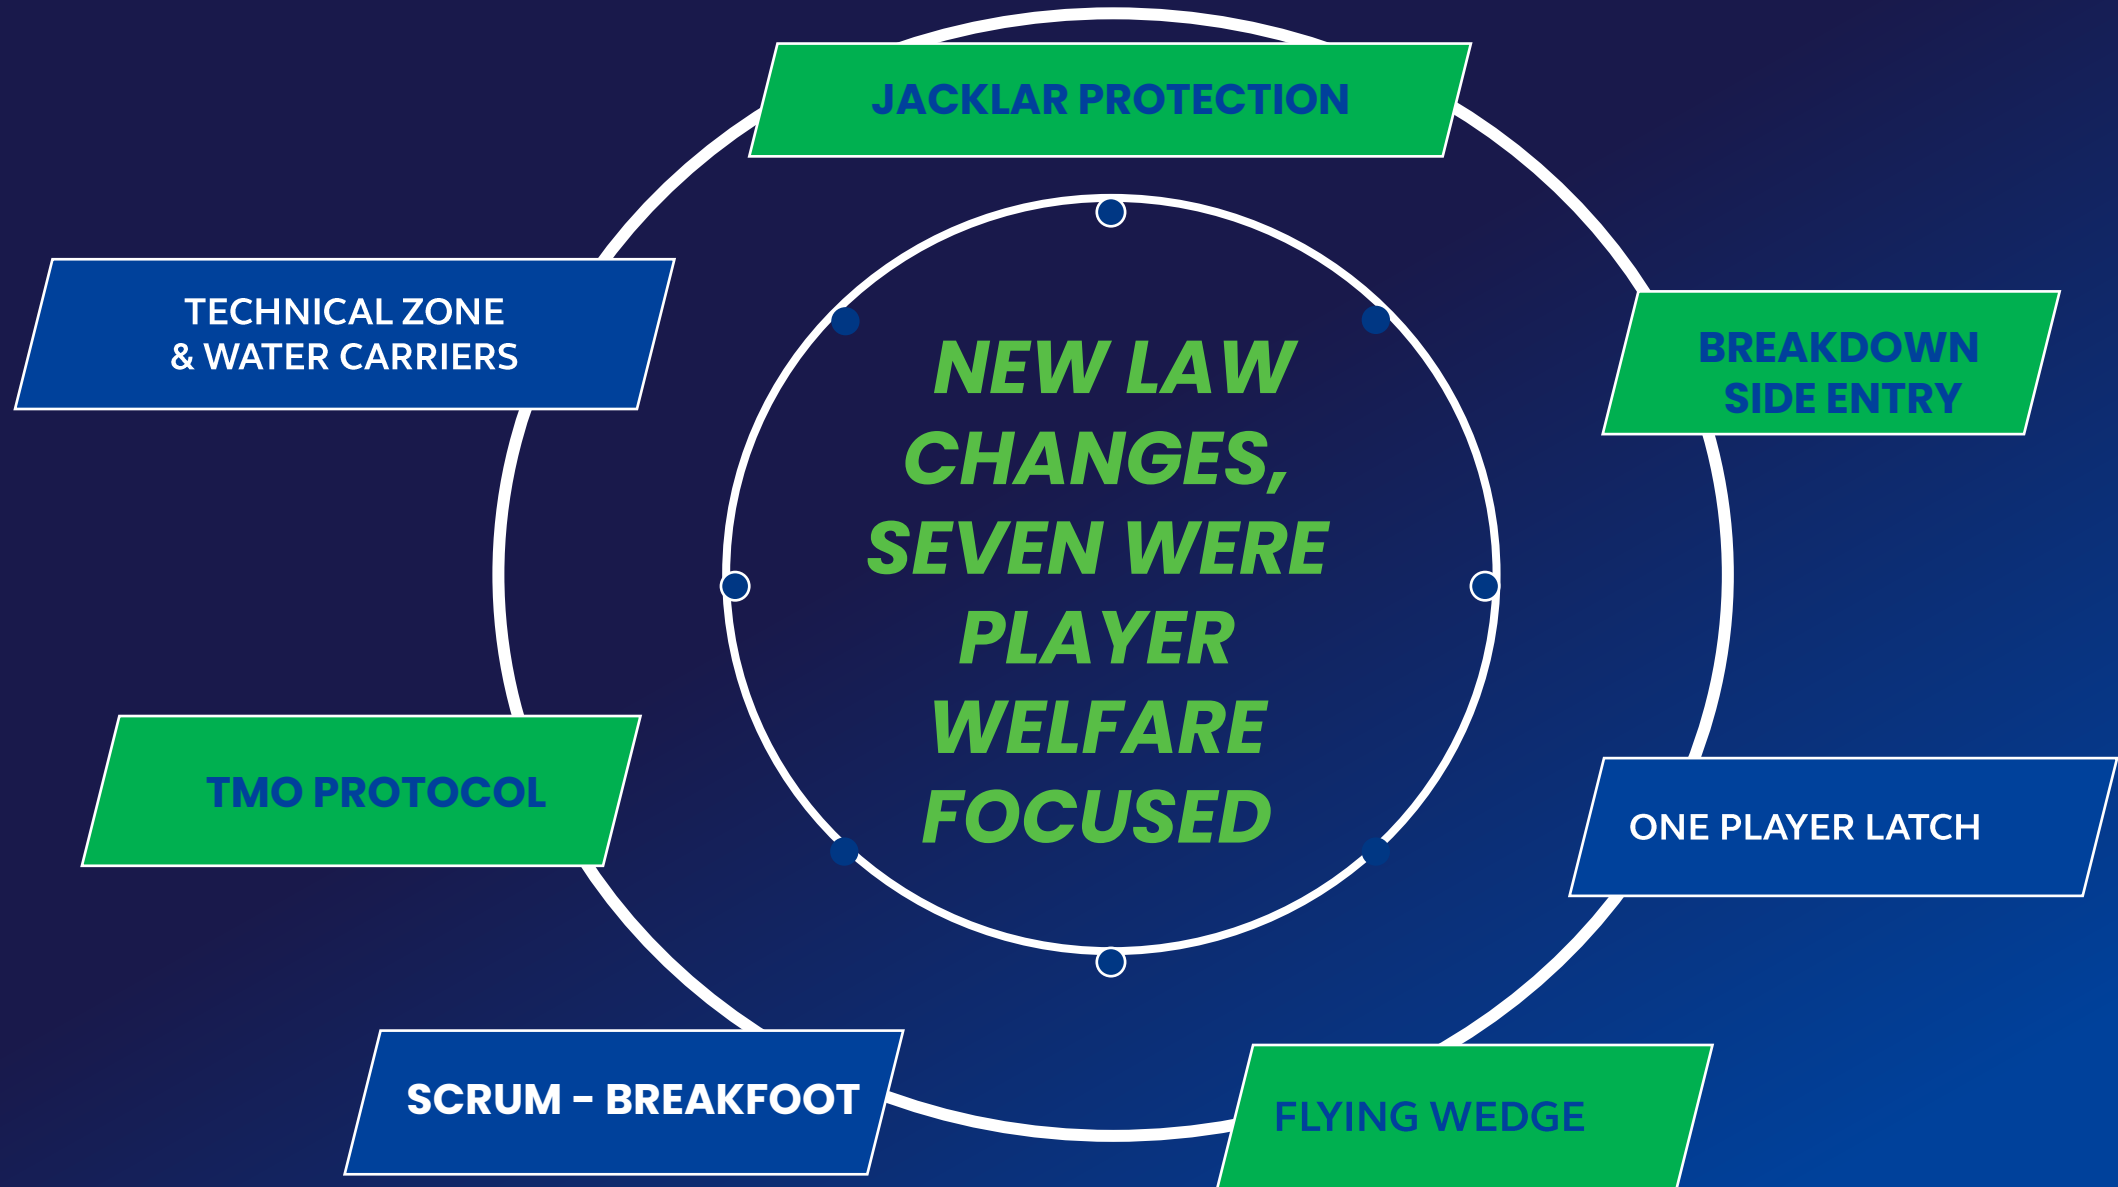 JACKLAR PROTECTION
TECHNICAL ZONE
& WATER CARRIERS
BREAKDOWN
SIDE ENTRY
NEW LAW
CHANGES,
SEVEN WERE
PLAYER
WELFARE
FOCUSED
TMO PROTOCOL
ONE PLAYER LATCH
SCRUM – BREAKFOOT
FLYING WEDGE